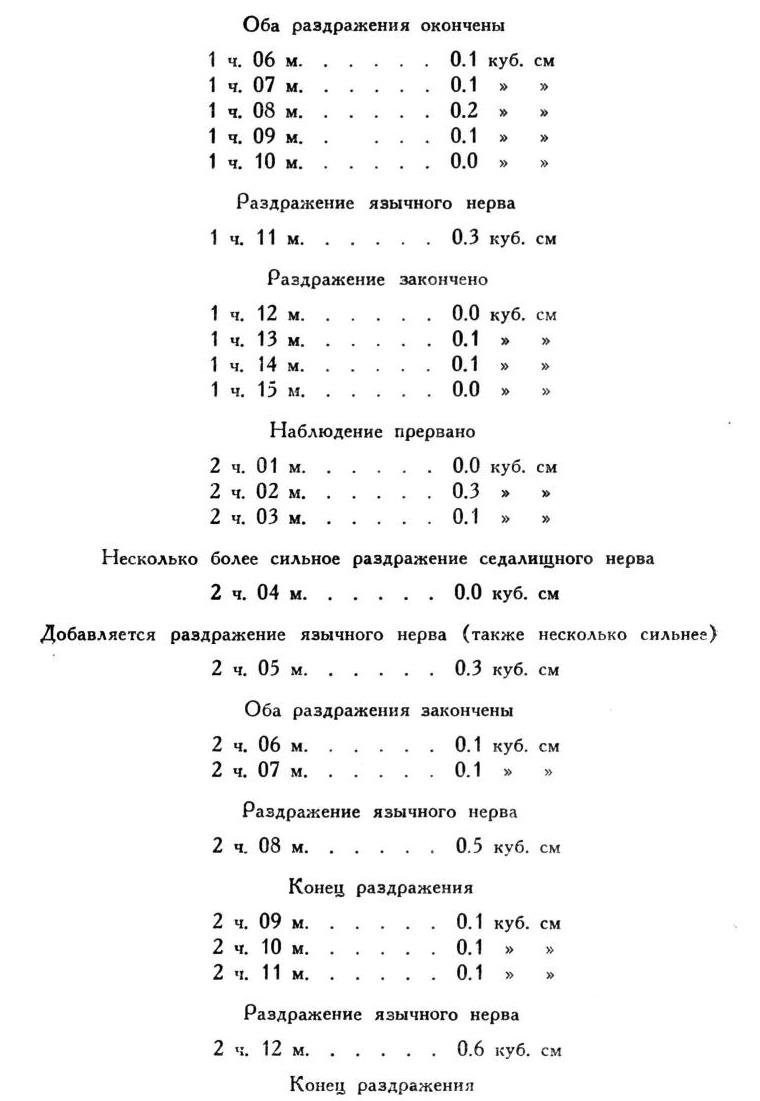 Оба раздражения окончены
1 ч. 06 м. . . . . . 0.1 куб. см
1 ч. 07 м. . . . . . 0.1 » »
1 ч. 08 м. . . . . . 0.2 » »
1 ч. 09 м. . . . . 0.1 » »
1 ч. 10 м. . . . . . 0.0 » »
Раздражение язычного нерва
1 ч. 11 м. . . . . . 0.3 куб. см
Раздражение закончено
1 ч. 12 м. . . . . . 0.0 куб. см
1 ч. 13 м. . . . . . 0.1 » »
1 ч. 14 м. . . . . . 0.1 » »
1 ч. 15 м. . . . . . 0.0 » »
Наблюдение прервано
2 ч. 01 м. . . . . . 0.0 куб. см
2 ч. 02 м. . . . . . 0.3 » »
2 ч. 03 м. . . . . . 0.1 » »
Несколько более сильное раздражение седалищного нерва
2 ч. 04 м. . . . . . 0.0 куб. см
Добавляется раздражение язычного нерва (также несколько сильнее)
2 ч. 05 м. . . . . . 0.3 куб. см
Оба раздражения закончены
2 ч. 06 м. . . . . . 0.1 куб. см
2 ч. 07 м. . . . . . 0.1 » »
Раздражение язычного нерва
2 ч. 08 м. . . . . . 0.5 куб. см
Конец раздражения
2 ч. 09 м. . . . . . 0.1 куб. см
2 ч. 10 м. . . . . . 0.1 » »
2 ч. 11 м. . . . . . 0.1 » »
Раздражение язычного нерва
2 ч. 12 м. . . . . . 0.6 куб. см
Конец раздражения